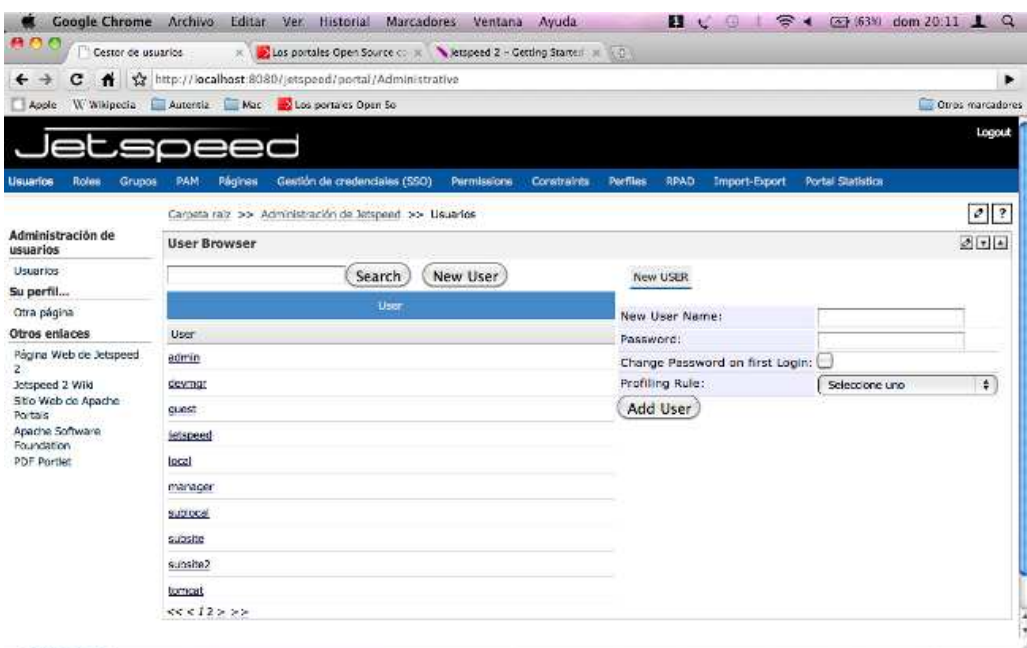 Google Chrome Archivo Editar Ver Historial Marcadores Ventana Ayuda (63%) dom 20:11
Gestor de usuarios Los portales Open Source c Jetspeed 2 - Getting Started
http://localhost:8080/jetspeed/portal/Administrative
Apple Wikipedia Autentia Mac Los portales Open So Otros marcadores
Logout
Jetspeed
Usuarios Roles Grupos PAM Páginas Gestión de credenciales (SSO) Permissions Constraints Perfiles RPAD Import-Export Portal Statistics
Carpeta raíz >> Administración de Jetspeed >> Usuarios
Administración de usuarios
Usuarios
Su perfil...
Otra página
Otros enlaces
Página Web de Jetspeed 2
Jetspeed 2 Wiki
Sitio Web de Apache Portals
Apache Software Foundation
PDF Portlet
User Browser
Search New User
User
User
admin
devmgr
guest
jetspeed
local
manager
sublocal
subsite
subsite2
tomcat
<< < 1 2 > >>
New USER
New User Name:
Password:
Change Password on first Login:
Profiling Rule: Seleccione uno
Add User